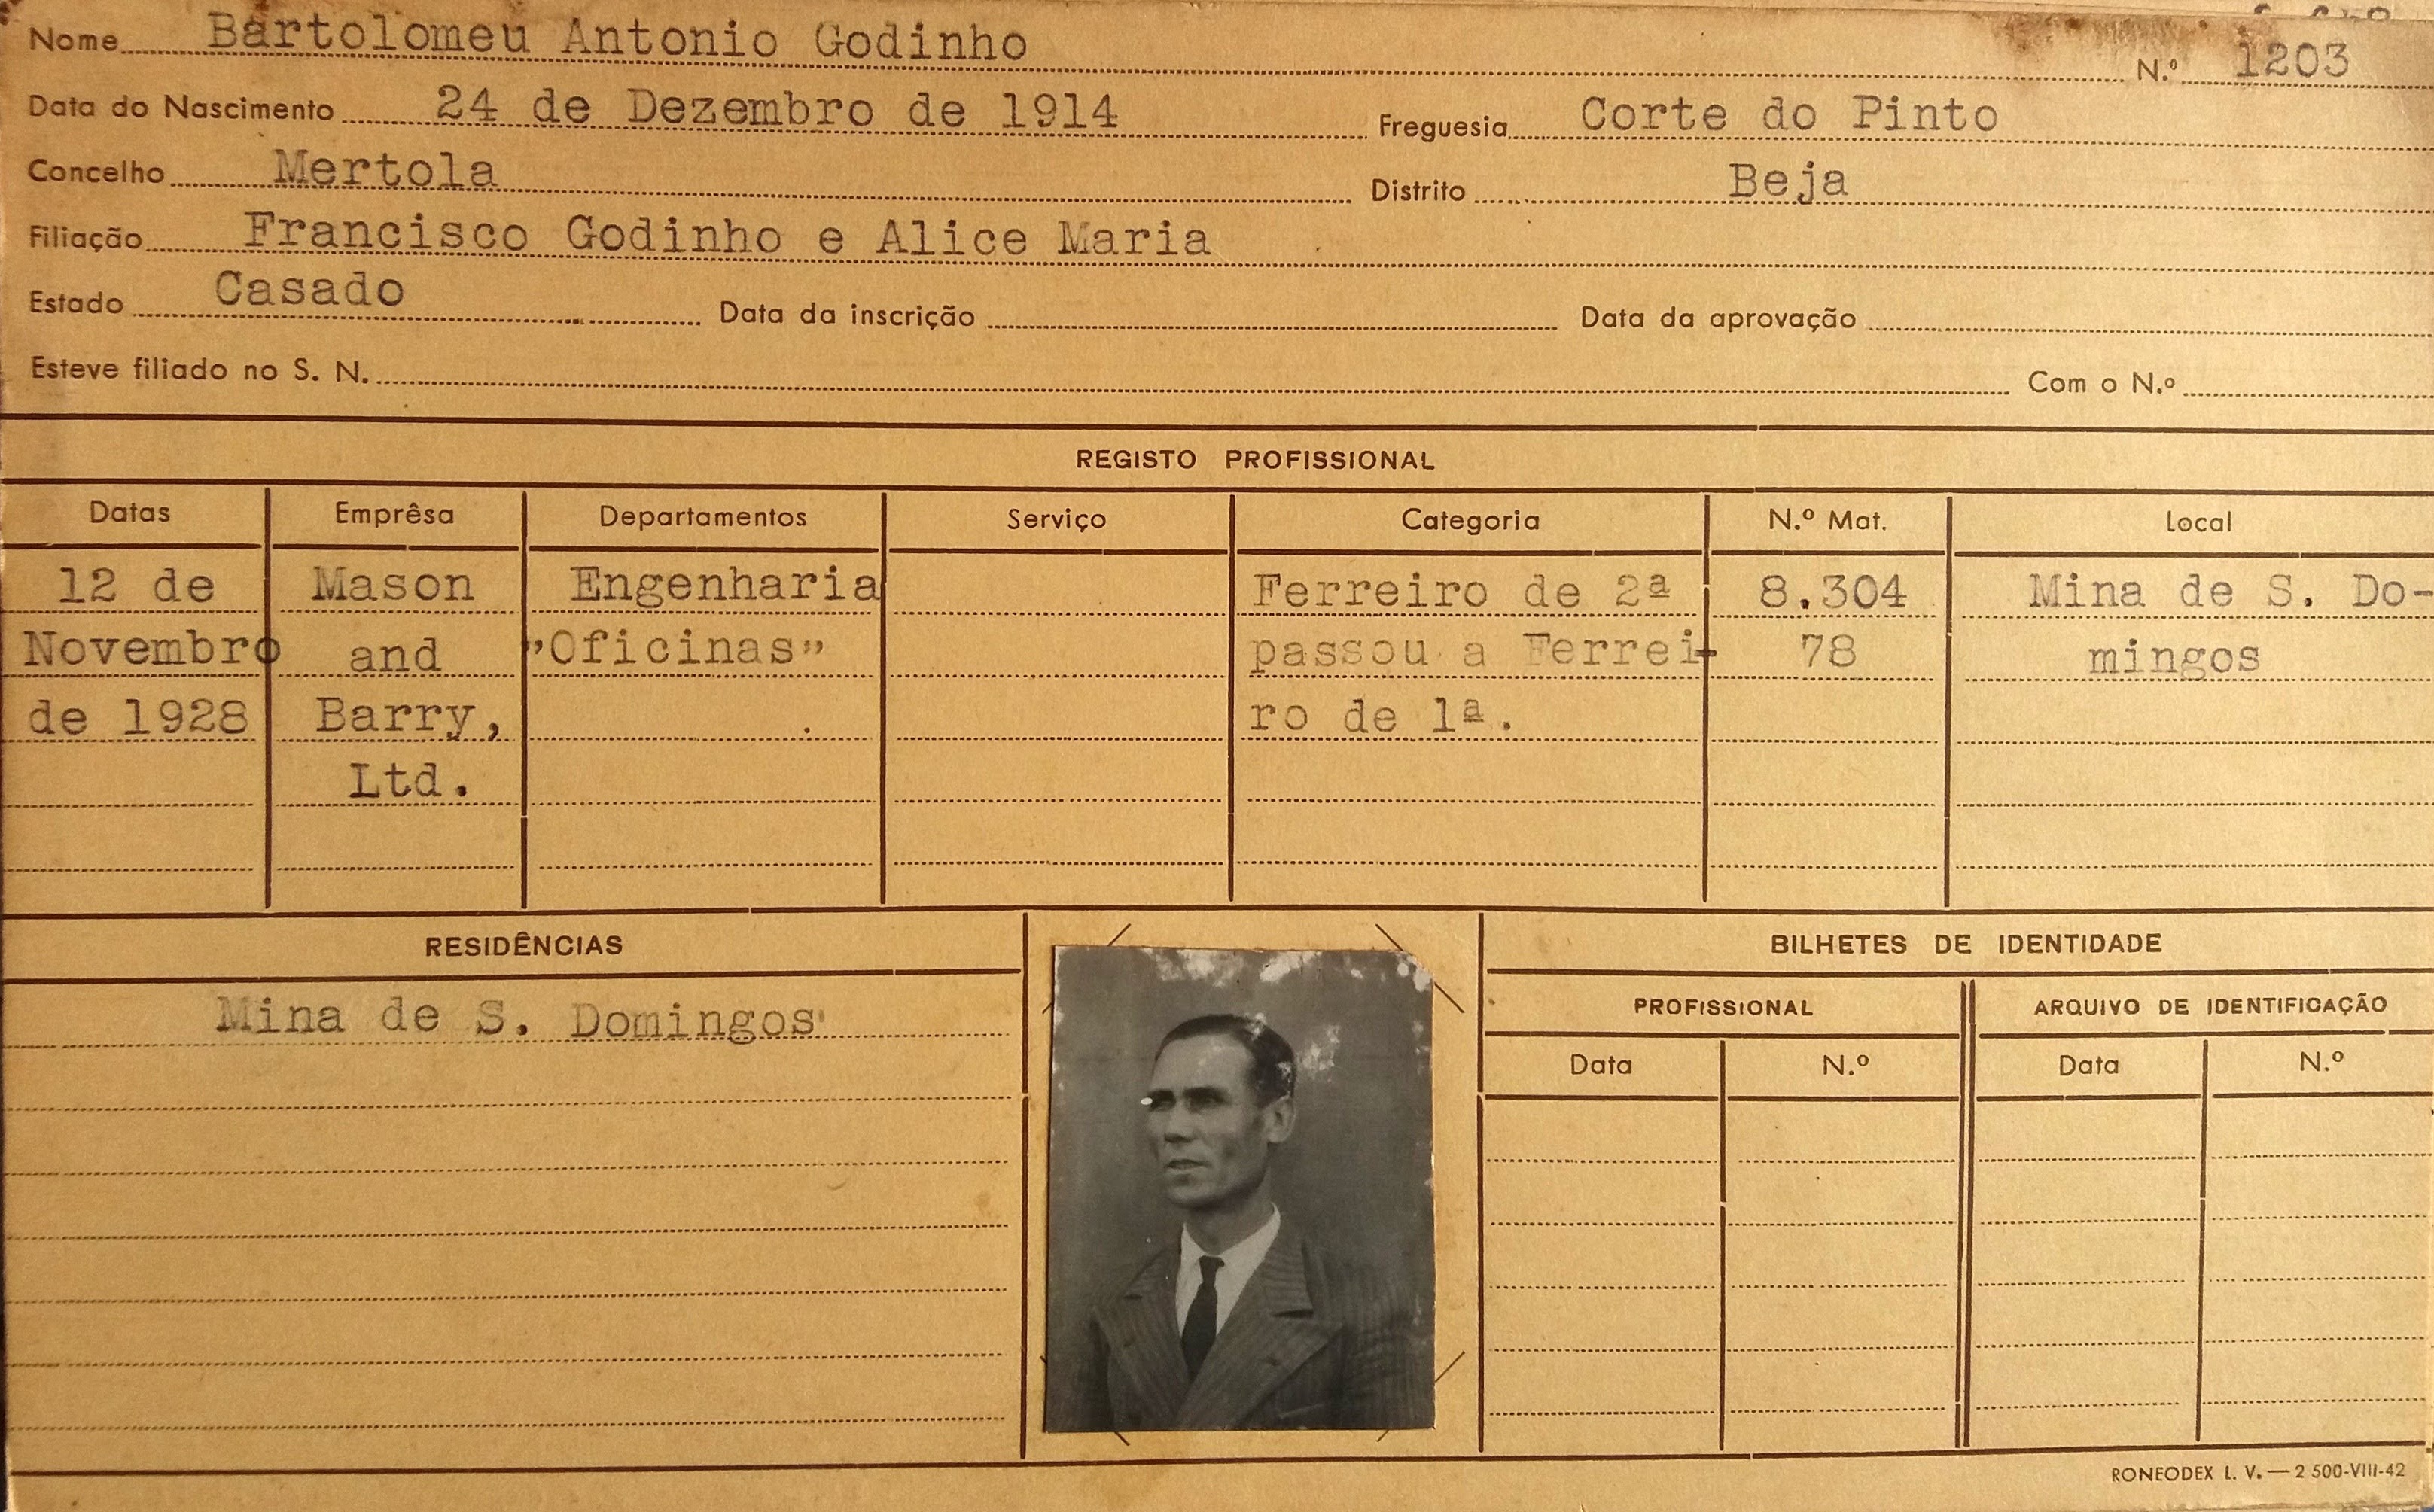 Nome Bartolomeu Antonio Godinho N.º 1203
Data do Nascimento 24 de Dezembro de 1914 Freguesia Corte do Pinto
Concelho Mertola Distrito Beja
Filiação Francisco Godinho e Alice Maria
Estado Casado Data da inscrição Data da aprovação
Esteve filiado no S. N. Com o N.º
REGISTO PROFISSIONAL
Datas Emprêsa Departamentos Serviço Categoria N.º Mat. Local
12 de Mason Engenharia Ferreiro de 2ª 8.304 Mina de S. Do-
Novembro and "Oficinas" passou a Ferrei- 78 mingos
de 1928 Barry, ro de 1ª.
Ltd.
RESIDÊNCIAS BILHETES DE IDENTIDADE
Mina de S. Domingos PROFISSIONAL ARQUIVO DE IDENTIFICAÇÃO
Data N.º Data N.º
RONEODEX L. V. — 2 500-VIII-42